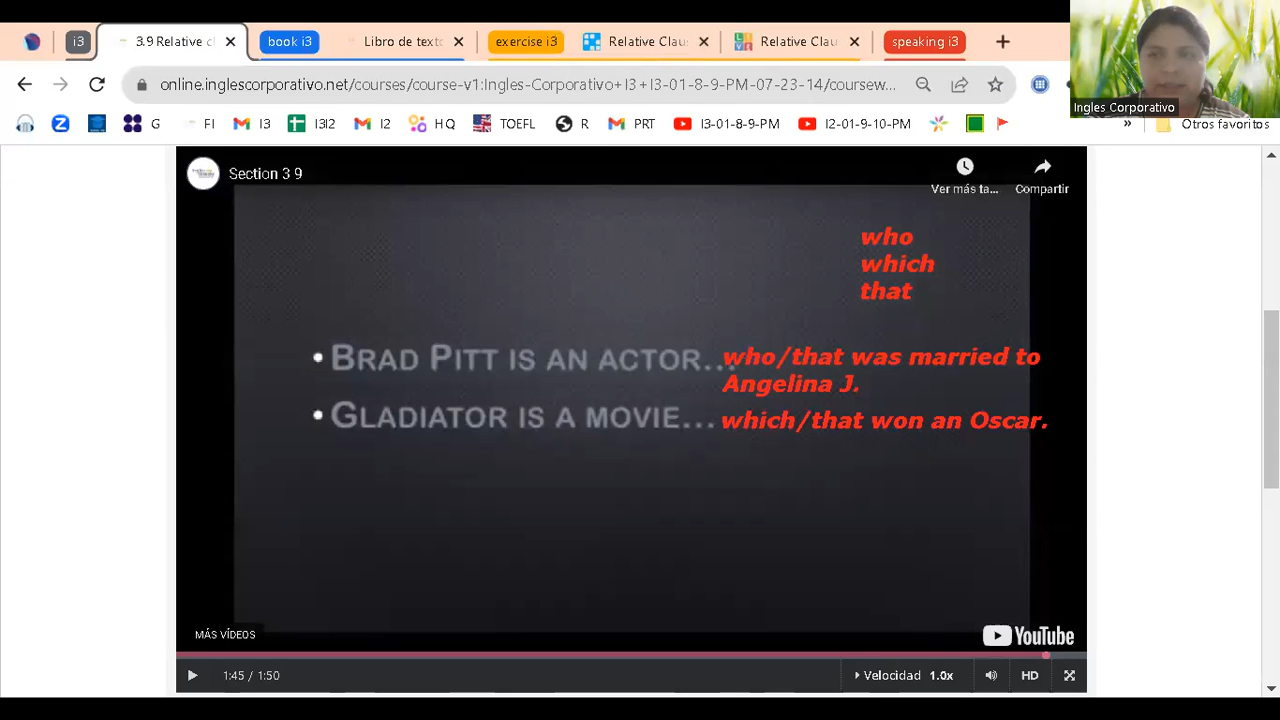 i3
3.9 Relative cl
book i3
Libro de texto
exercise i3
Relative Clau
Relative Clau
speaking i3
online.inglescorporativo.net/courses/course-v1:Ingles-Corporativo+I3+I3-01-8-9-PM-07-23-14/coursew...
Ingles Corporativo
G
FI
I3
I3I2
I2
HQ
TOEFL
R
PRT
I3-01-8-9-PM
I2-01-9-10-PM
»
Otros favoritos
Section 3 9
Ver más ta...
Compartir
who
which
that
• BRAD PITT IS AN ACTOR... who/that was married to
Angelina J.
• GLADIATOR IS A MOVIE... which/that won an Oscar.
MÁS VÍDEOS
YouTube
1:45 / 1:50
Velocidad 1.0x
HD